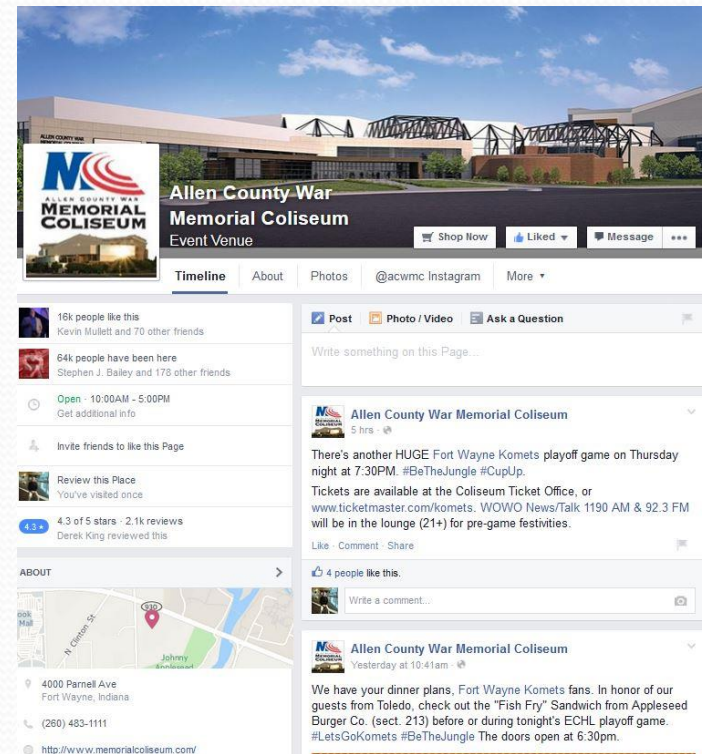 ALLEN COUNTY WAR
MEMORIAL
COLISEUM
Allen County War
Memorial Coliseum
Event Venue
Shop Now
Liked
Message
Timeline
About
Photos
@acwmc Instagram
More
16k people like this
Kevin Mullett and 70 other friends
64k people have been here
Stephen J. Bailey and 178 other friends
Open · 10:00AM - 5:00PM
Get additional info
Invite friends to like this Page
Review this Place
You've visited once
4.3 ★
4.3 of 5 stars · 2.1k reviews
Derek King reviewed this
ABOUT
N Clinton St
930
Johnny
Appleseed
4000 Parnell Ave
Fort Wayne, Indiana
(260) 483-1111
http://www.memorialcoliseum.com/
Post
Photo / Video
Ask a Question
Write something on this Page...
Allen County War Memorial Coliseum
5 hrs ·
There's another HUGE Fort Wayne Komets playoff game on Thursday
night at 7:30PM. #BeTheJungle #CupUp.
Tickets are available at the Coliseum Ticket Office, or
www.ticketmaster.com/komets. WOWO News/Talk 1190 AM & 92.3 FM
will be in the lounge (21+) for pre-game festivities.
Like · Comment · Share
4 people like this.
Write a comment...
Allen County War Memorial Coliseum
Yesterday at 10:41am ·
We have your dinner plans, Fort Wayne Komets fans. In honor of our
guests from Toledo, check out the "Fish Fry" Sandwich from Appleseed
Burger Co. (sect. 213) before or during tonight's ECHL playoff game.
#LetsGoKomets #BeTheJungle The doors open at 6:30pm.